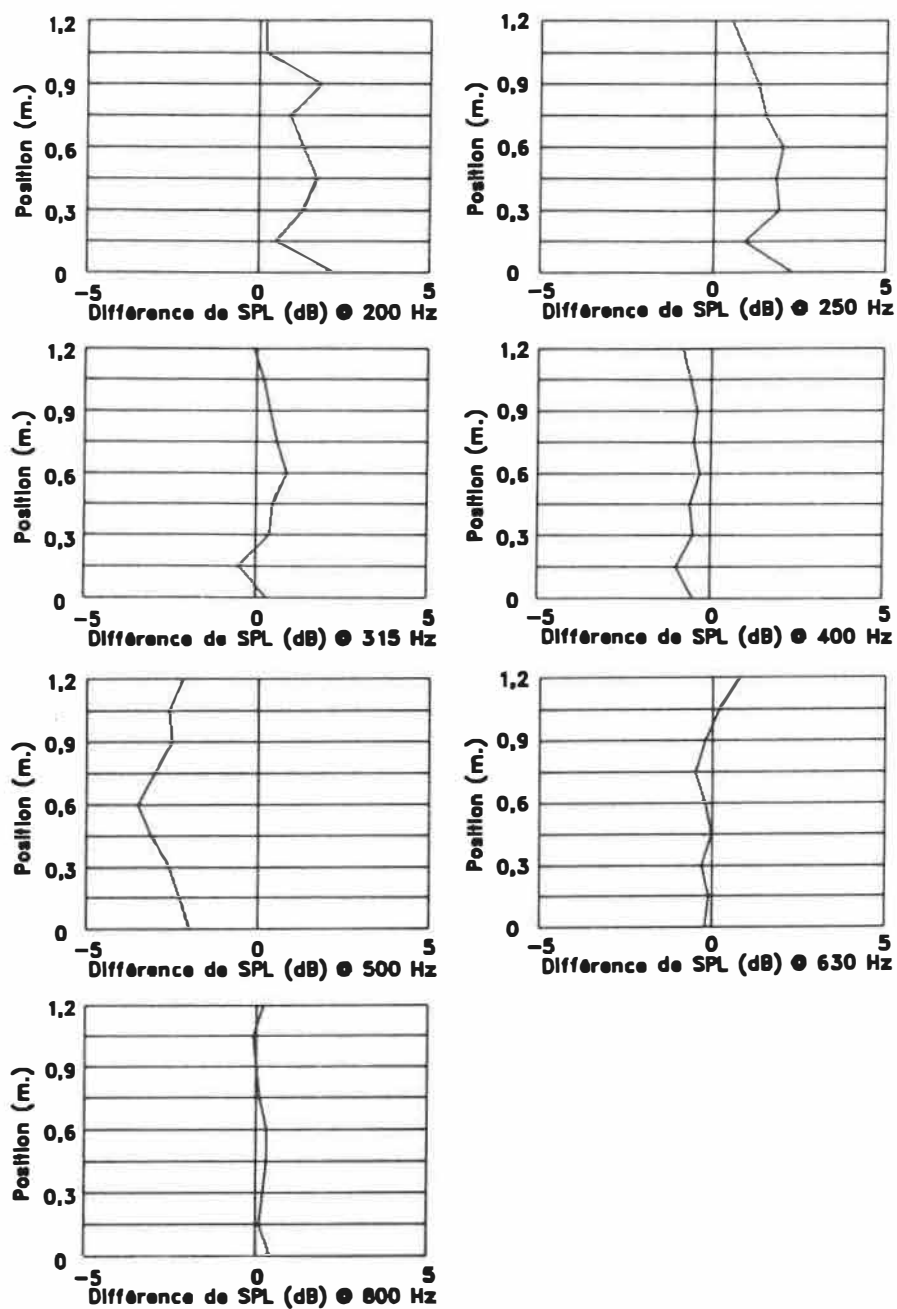 1,2
0,9
0,6
0,3
0
Position (m.)
-5 0 5
Différence de SPL (dB) @ 200 Hz
1,2
0,9
0,6
0,3
0
Position (m.)
-5 0 5
Différence de SPL (dB) @ 250 Hz
1,2
0,9
0,6
0,3
0
Position (m.)
-5 0 5
Différence de SPL (dB) @ 315 Hz
1,2
0,9
0,6
0,3
0
Position (m.)
-5 0 5
Différence de SPL (dB) @ 400 Hz
1,2
0,9
0,6
0,3
0
Position (m.)
-5 0 5
Différence de SPL (dB) @ 500 Hz
1,2
0,9
0,6
0,3
0
Position (m.)
-5 0 5
Différence de SPL (dB) @ 630 Hz
1,2
0,9
0,6
0,3
0
Position (m.)
-5 0 5
Différence de SPL (dB) @ 800 Hz